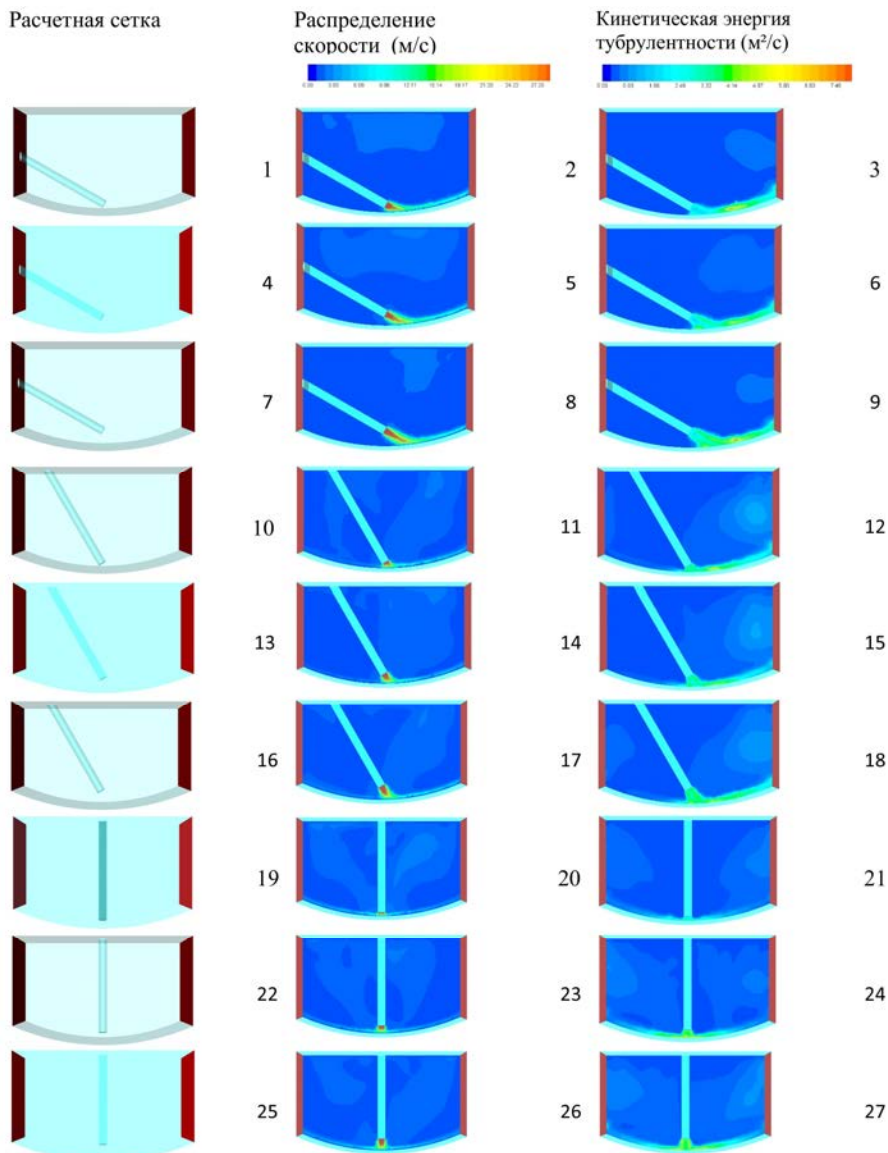 Расчетная сетка
Распределение
скорости (м/с)
Кинетическая энергия
тубрулентности (м²/с)
1 2 3
4 5 6
7 8 9
10 11 12
13 14 15
16 17 18
19 20 21
22 23 24
25 26 27